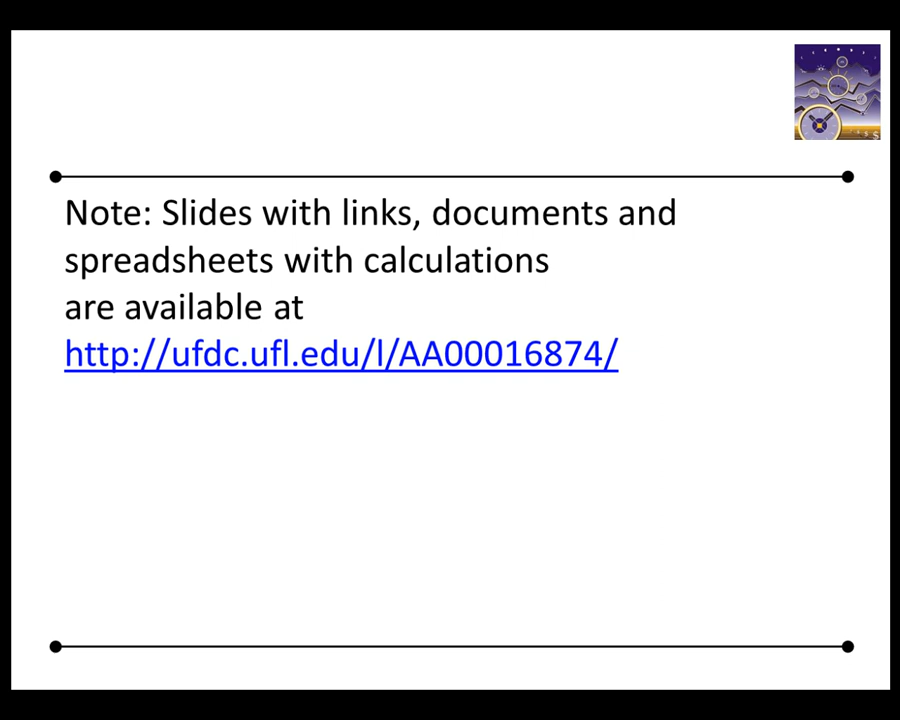 Note: Slides with links, documents and
spreadsheets with calculations
are available at
http://ufdc.ufl.edu/l/AA00016874/